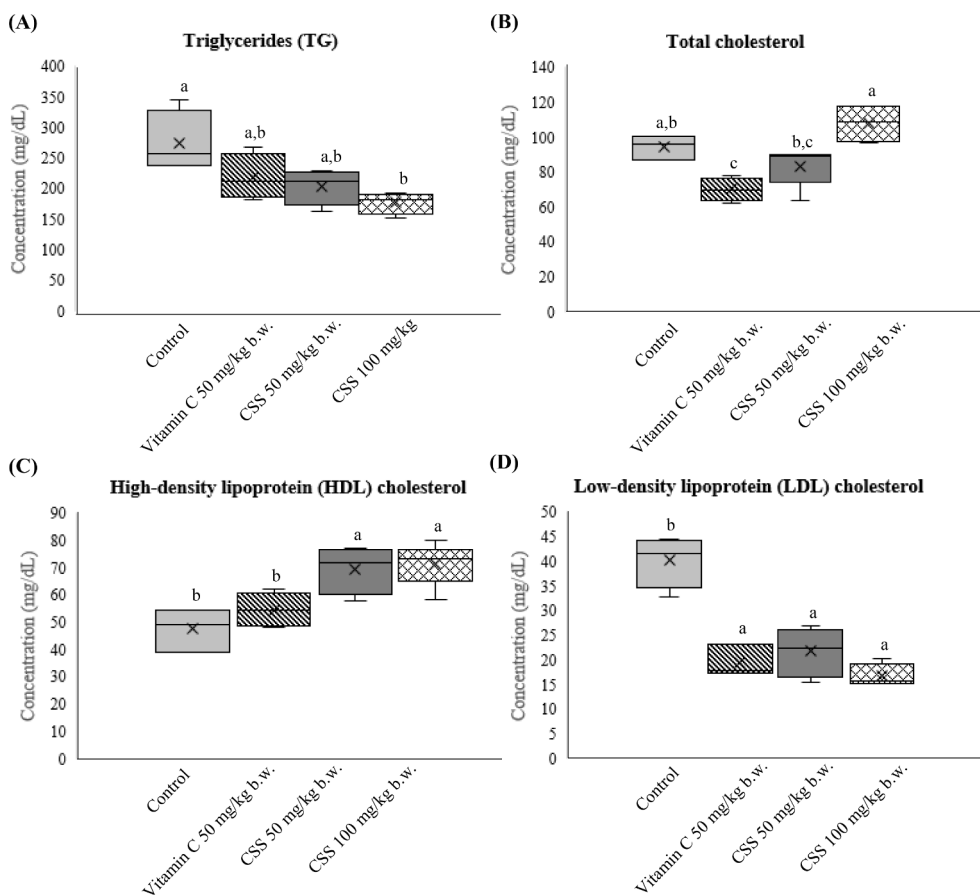 (A)
Triglycerides (TG)
Concentration (mg/dL)
400
350
300
250
200
150
100
50
0
a
a,b
a,b
b
Control
Vitamin C 50 mg/kg b.w.
CSS 50 mg/kg b.w.
CSS 100 mg/kg
(B)
Total cholesterol
Concentration (mg/dL)
140
120
100
80
60
40
20
0
a,b
c
b,c
a
Control
Vitamin C 50 mg/kg b.w.
CSS 50 mg/kg b.w.
CSS 100 mg/kg b.w.
(C)
High-density lipoprotein (HDL) cholesterol
Concentration (mg/dL)
90
80
70
60
50
40
30
20
10
0
b
b
a
a
Control
Vitamin C 50 mg/kg b.w.
CSS 50 mg/kg b.w.
CSS 100 mg/kg b.w.
(D)
Low-density lipoprotein (LDL) cholesterol
Concentration (mg/dL)
50
45
40
35
30
25
20
15
10
5
0
b
a
a
a
Control
Vitamin C 50 mg/kg b.w.
CSS 50 mg/kg b.w.
CSS 100 mg/kg b.w.